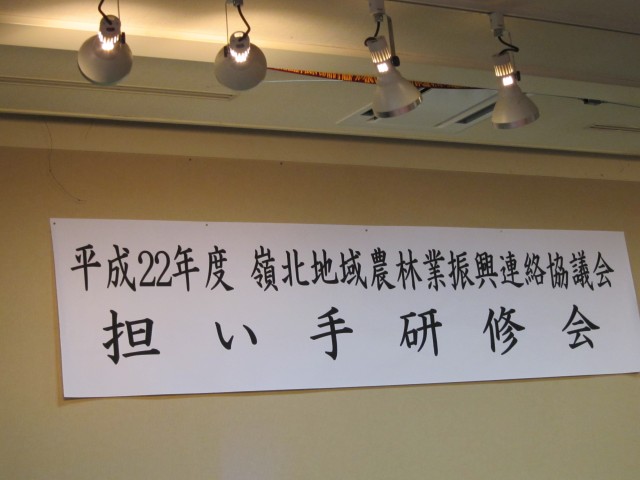 平成22年度 嶺北地域農林業振興連絡協議会
担い手研修会